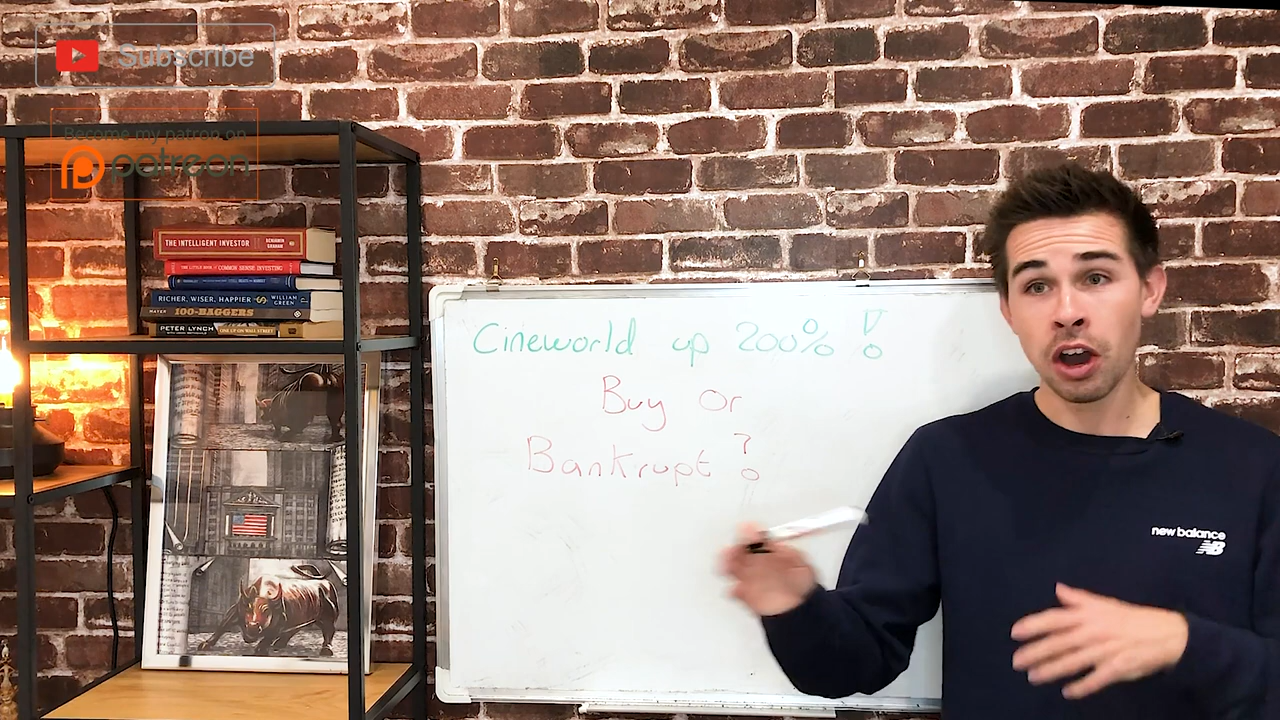 Subscribe
Become my patron on
patreon
THE INTELLIGENT INVESTOR BENJAMIN GRAHAM
THE LITTLE BOOK OF COMMON SENSE INVESTING
RICHER, WISER, HAPPIER WILLIAM GREEN
MAYER 100-BAGGERS
PETER LYNCH ONE UP ON WALL STREET
Cineworld up 200% !
Buy Or
Bankrupt ?
new balance
NB